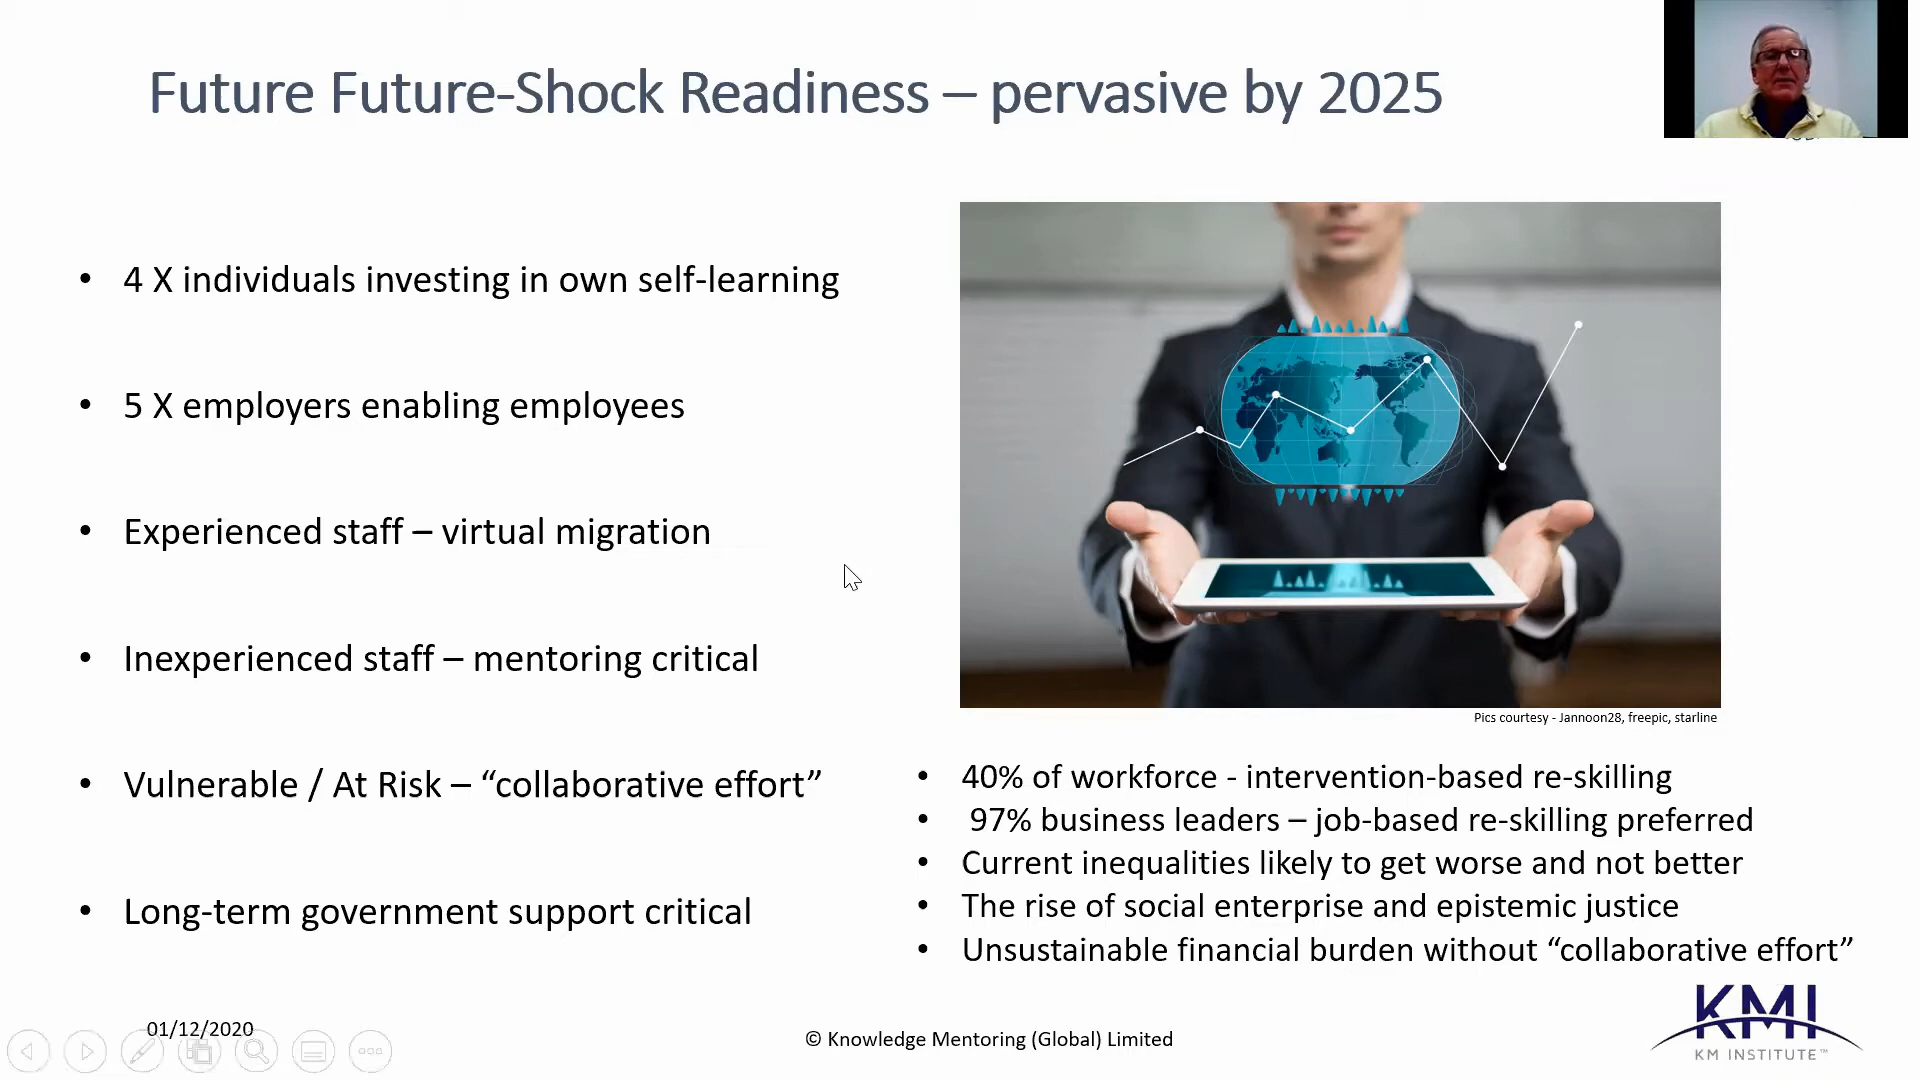 Future Future-Shock Readiness – pervasive by 2025
• 4 X individuals investing in own self-learning
• 5 X employers enabling employees
• Experienced staff – virtual migration
• Inexperienced staff – mentoring critical
• Vulnerable / At Risk – “collaborative effort”
• Long-term government support critical
Pics courtesy - Jannoon28, freepic, starline
• 40% of workforce - intervention-based re-skilling
• 97% business leaders – job-based re-skilling preferred
• Current inequalities likely to get worse and not better
• The rise of social enterprise and epistemic justice
• Unsustainable financial burden without “collaborative effort”
01/12/2020
© Knowledge Mentoring (Global) Limited
KMI
KM INSTITUTE™